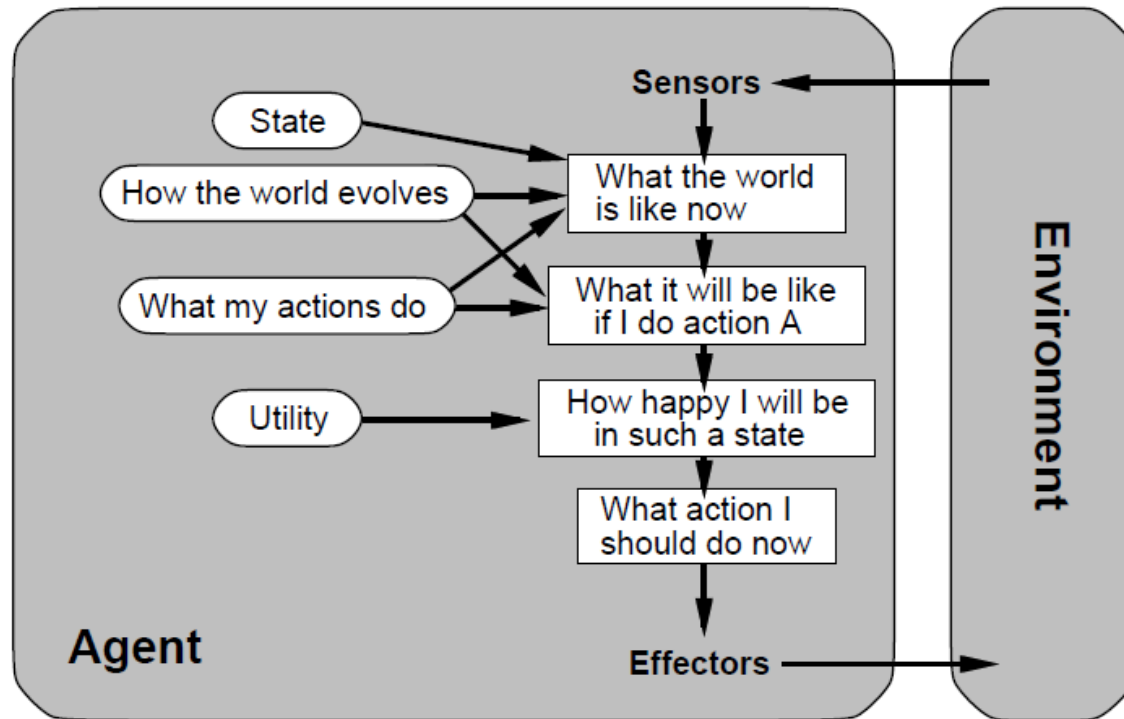 Sensors
State
What the world
is like now
How the world evolves
What it will be like
if I do action A
What my actions do
How happy I will be
in such a state
Utility
What action I
should do now
Agent
Effectors
Environment